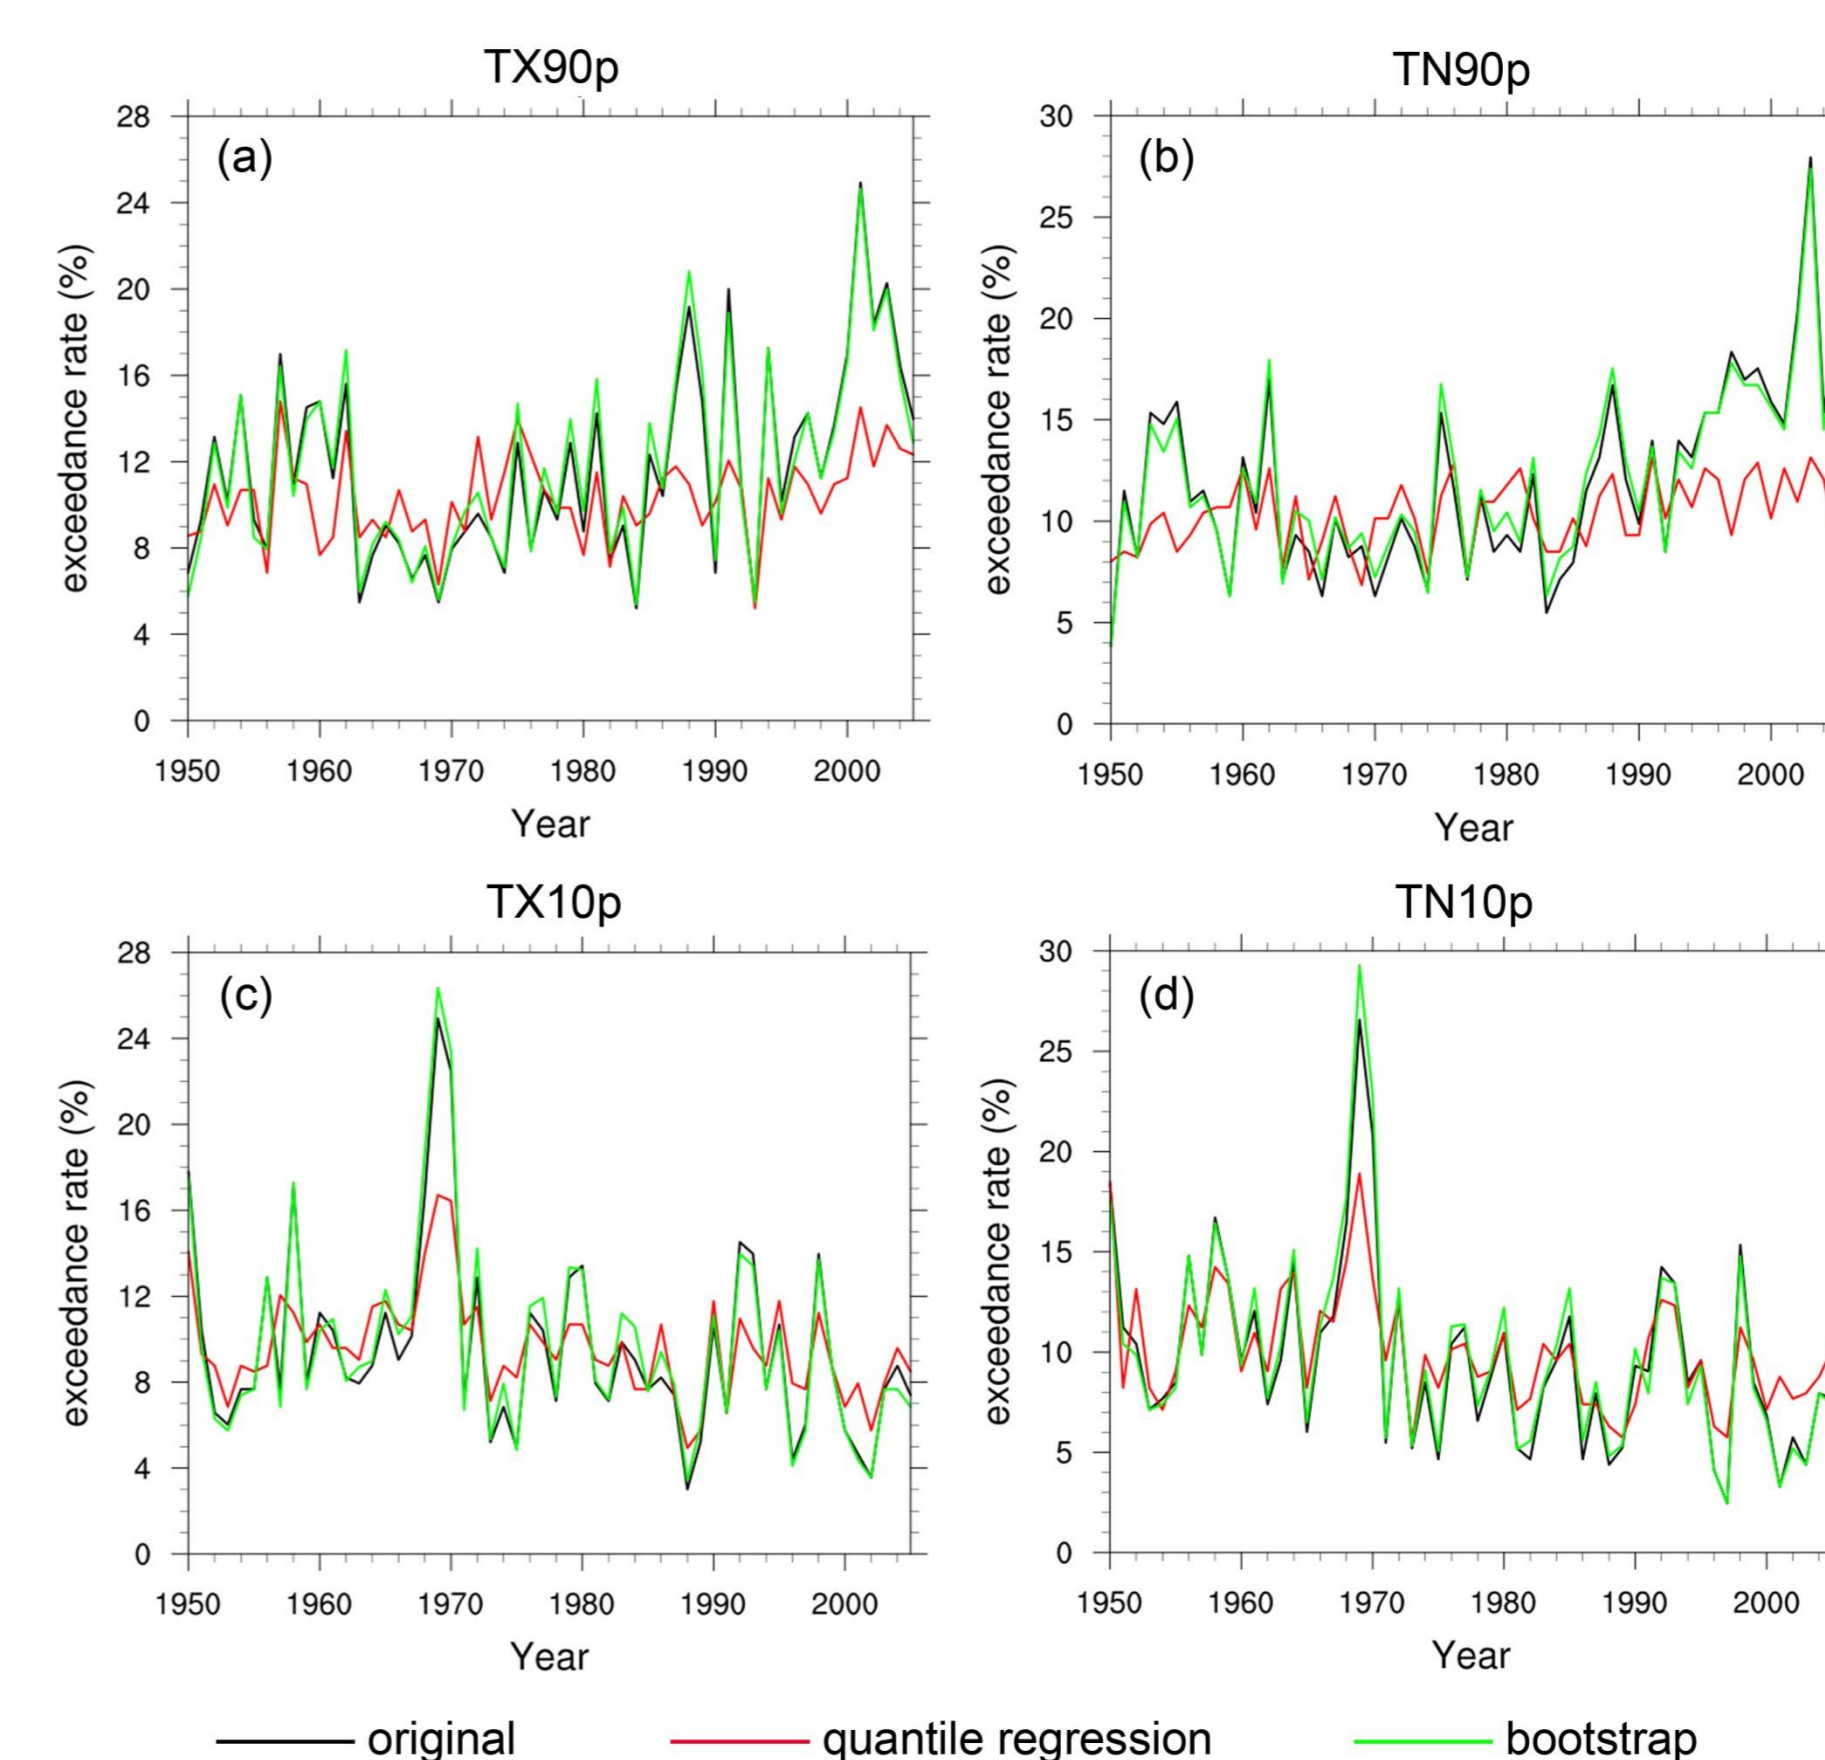 TX90p
(a)
exceedance rate (%)
28
24
20
16
12
8
4
0
1950 1960 1970 1980 1990 2000
Year
TN90p
(b)
exceedance rate (%)
30
25
20
15
10
5
0
1950 1960 1970 1980 1990 2000
Year
TX10p
(c)
exceedance rate (%)
28
24
20
16
12
8
4
0
1950 1960 1970 1980 1990 2000
Year
TN10p
(d)
exceedance rate (%)
30
25
20
15
10
5
0
1950 1960 1970 1980 1990 2000
Year
original quantile regression bootstrap